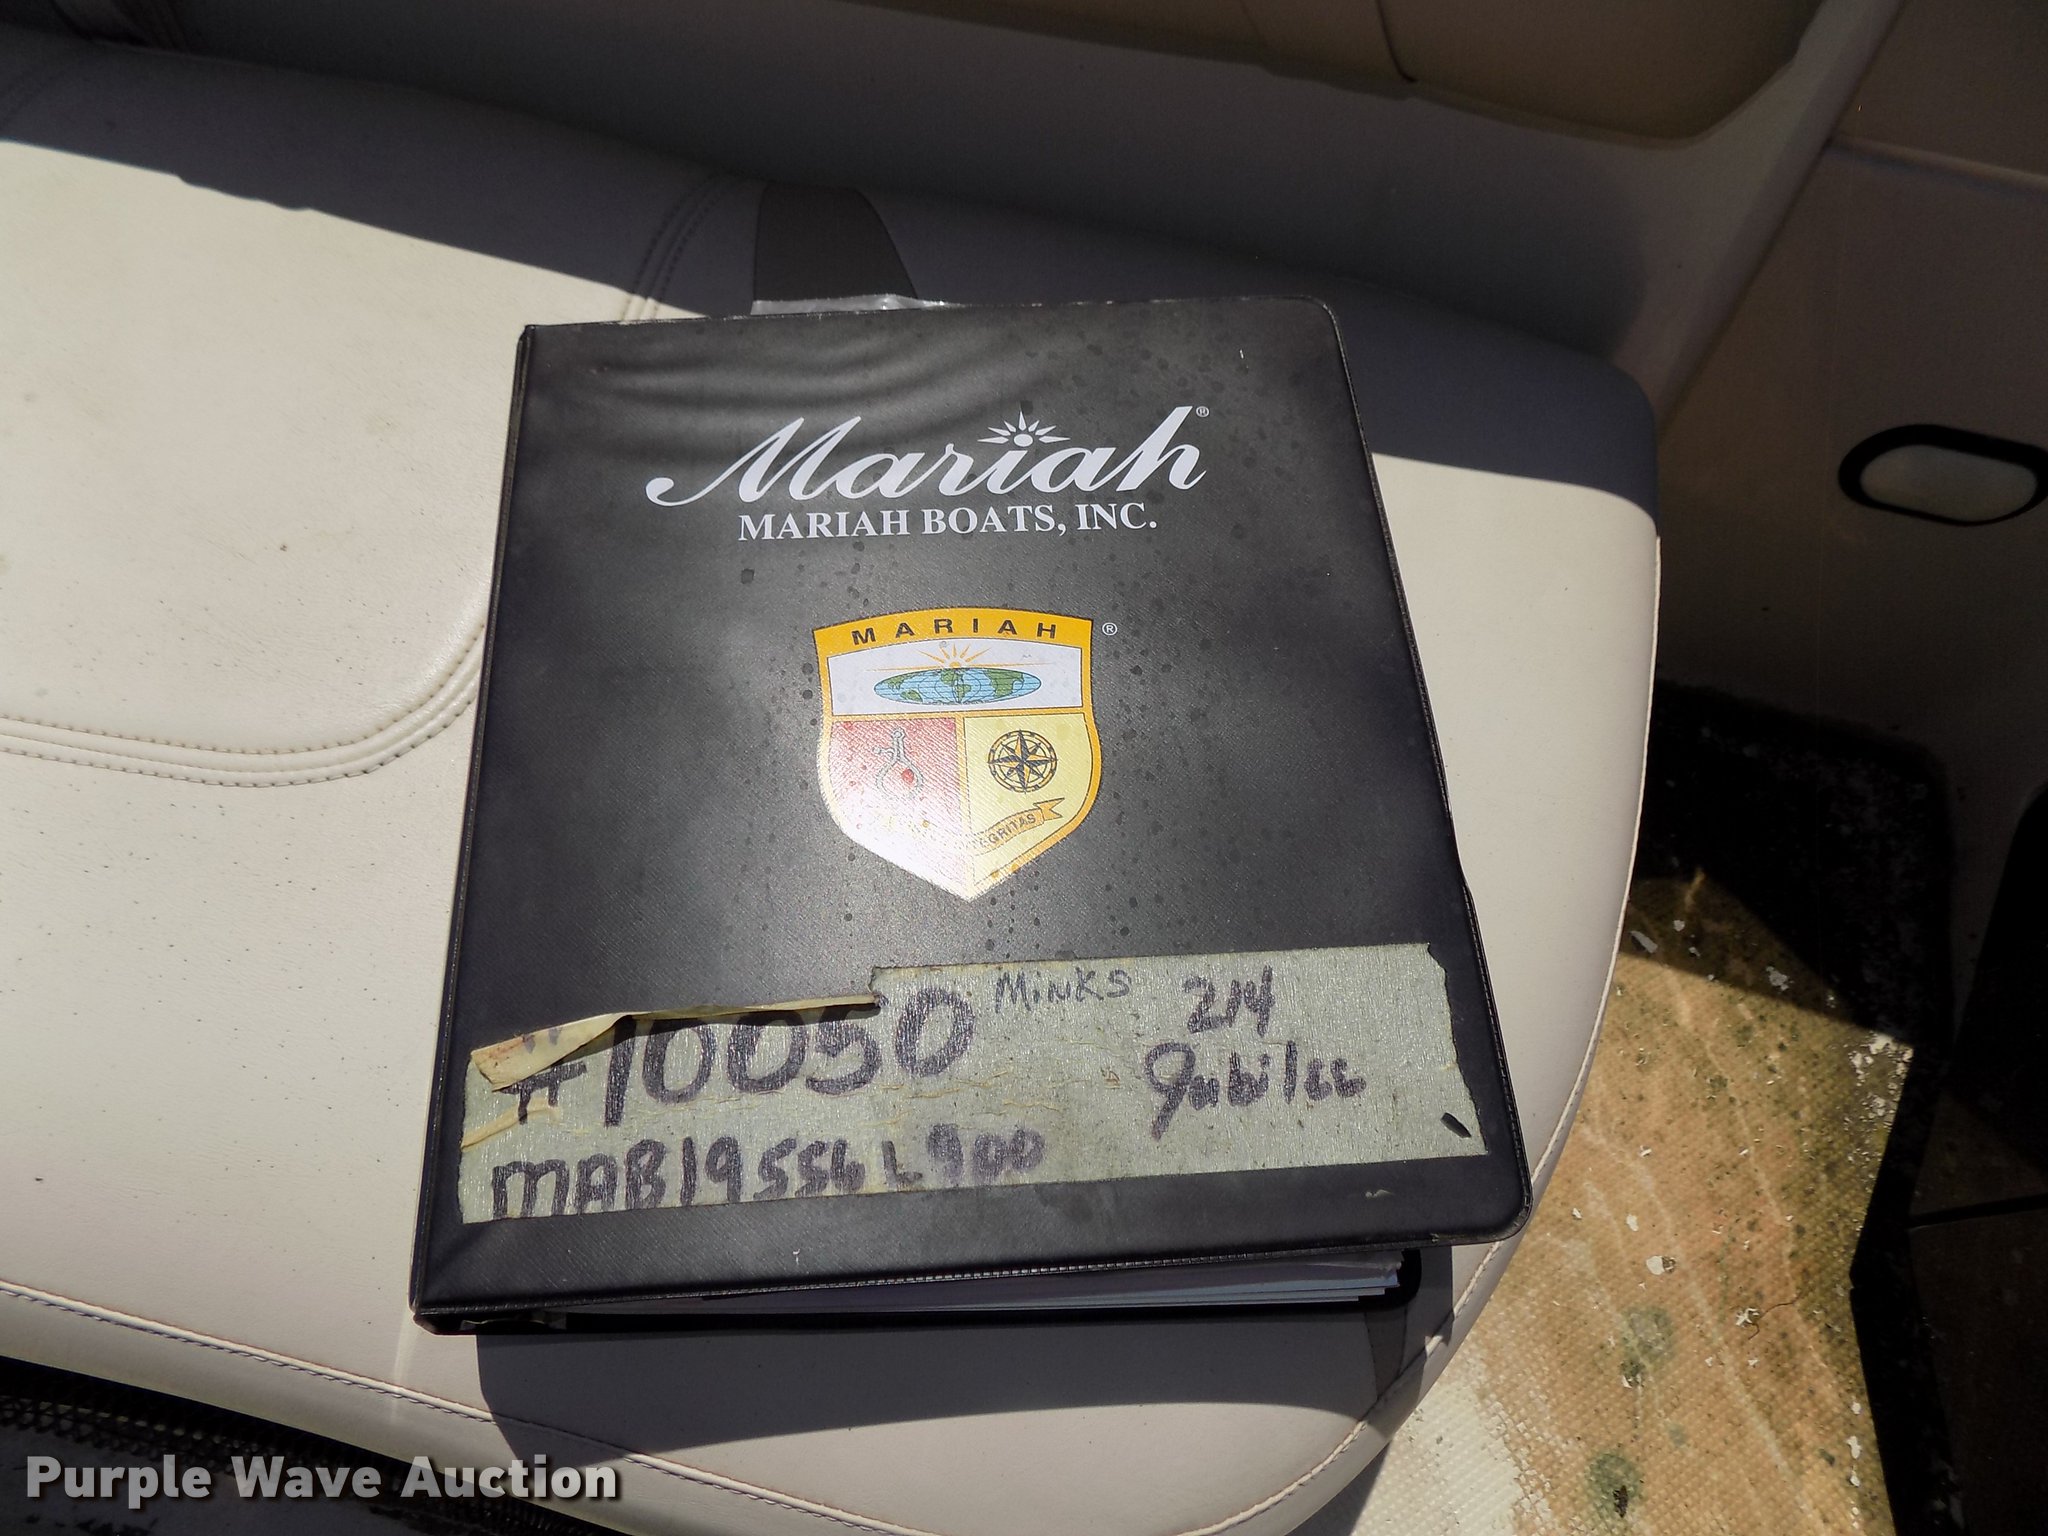 Mariah®
MARIAH BOATS, INC.
MARIAH ®
#10050 Minks 214
Jubilee
MAB19556L900
Purple Wave Auction